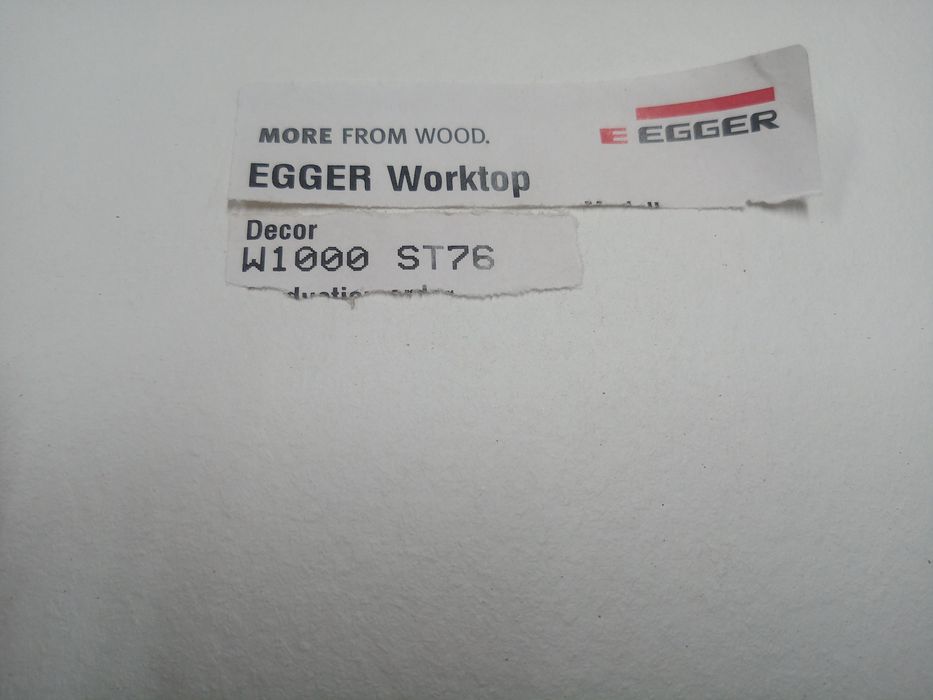 MORE FROM WOOD.
E EGGER
EGGER Worktop
Decor
W1000 ST76